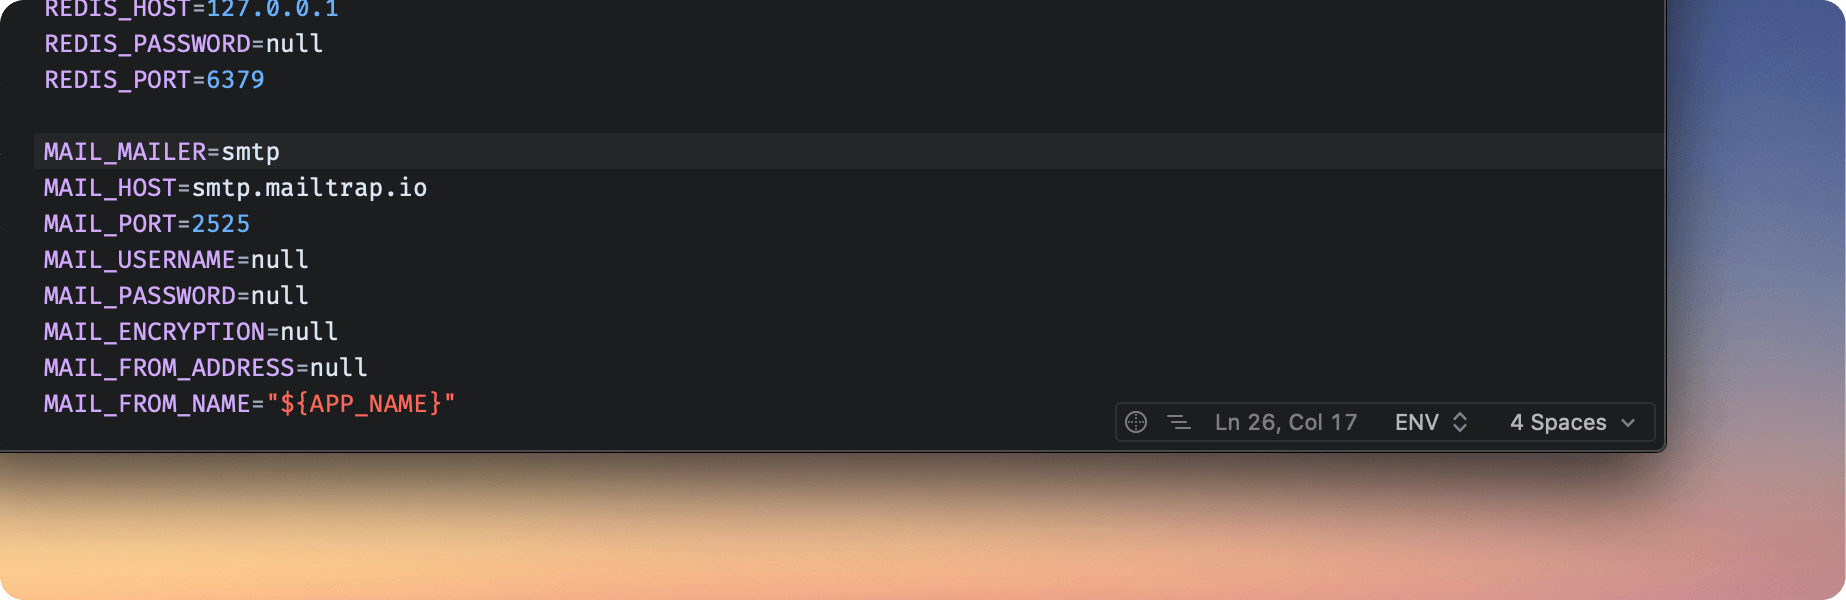 REDIS_HOST=127.0.0.1
REDIS_PASSWORD=null
REDIS_PORT=6379
MAIL_MAILER=smtp
MAIL_HOST=smtp.mailtrap.io
MAIL_PORT=2525
MAIL_USERNAME=null
MAIL_PASSWORD=null
MAIL_ENCRYPTION=null
MAIL_FROM_ADDRESS=null
MAIL_FROM_NAME="${APP_NAME}"
Ln 26, Col 17 ENV 4 Spaces